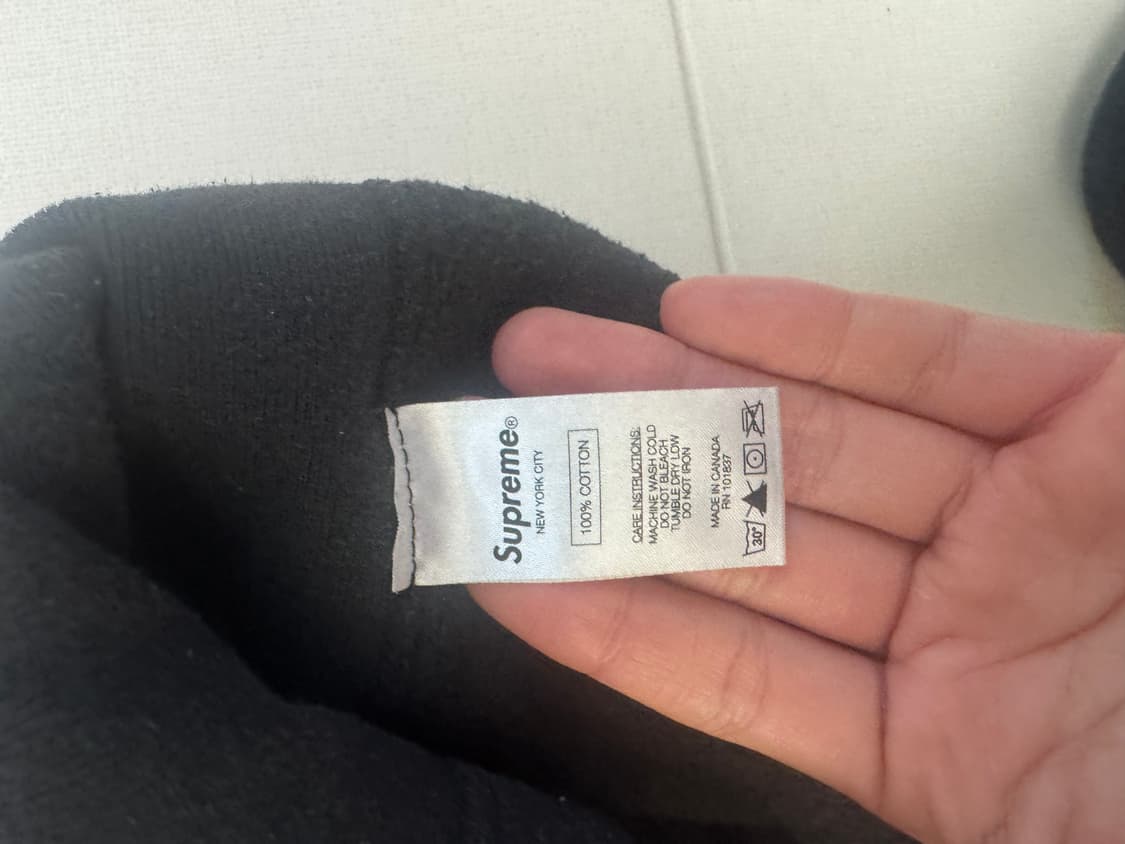 Supreme®
NEW YORK CITY
100% COTTON
CARE INSTRUCTIONS:
MACHINE WASH COLD
DO NOT BLEACH
TUMBLE DRY LOW
DO NOT IRON
MADE IN CANADA
RN 101837
30°